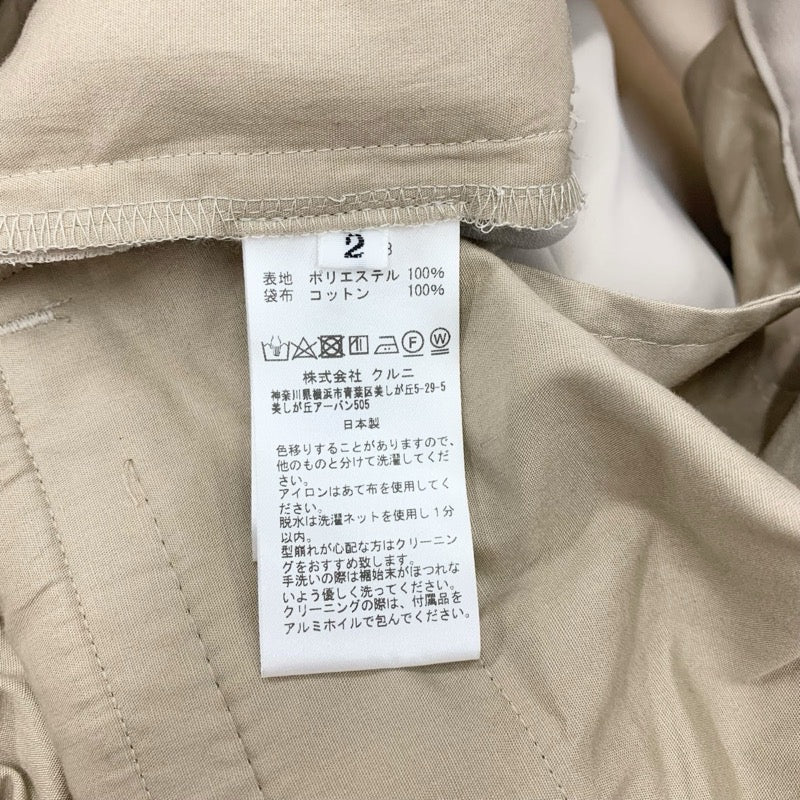 2 3
表地 ポリエステル 100%
袋布 コットン 100%
F W
株式会社 クルニ
神奈川県横浜市青葉区美しが丘5-29-5
美しが丘アーバン505
日本製
色移りすることがありますので、
他のものと分けて洗濯してくだ
さい。
アイロンはあて布を使用してく
ださい。
脱水は洗濯ネットを使用し1分
以内。
型崩れが心配な方はクリーニン
グをおすすめ致します。
手洗いの際は裾始末がほつれな
いよう優しく洗ってください。
クリーニングの際は、付属品を
アルミホイルで包んでください。